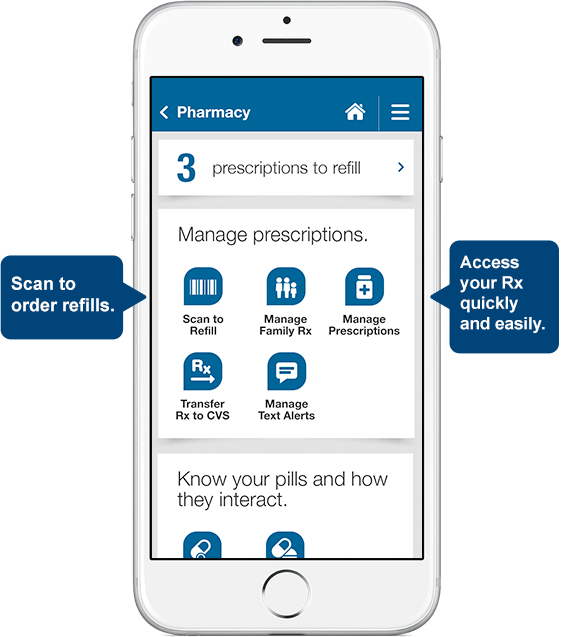 Pharmacy
3 prescriptions to refill
Manage prescriptions.
Scan to
Refill
Manage
Family Rx
Manage
Prescriptions
Rx
Transfer
Rx to CVS
Manage
Text Alerts
Know your pills and how
they interact.
Scan to
order refills.
Access
your Rx
quickly
and easily.